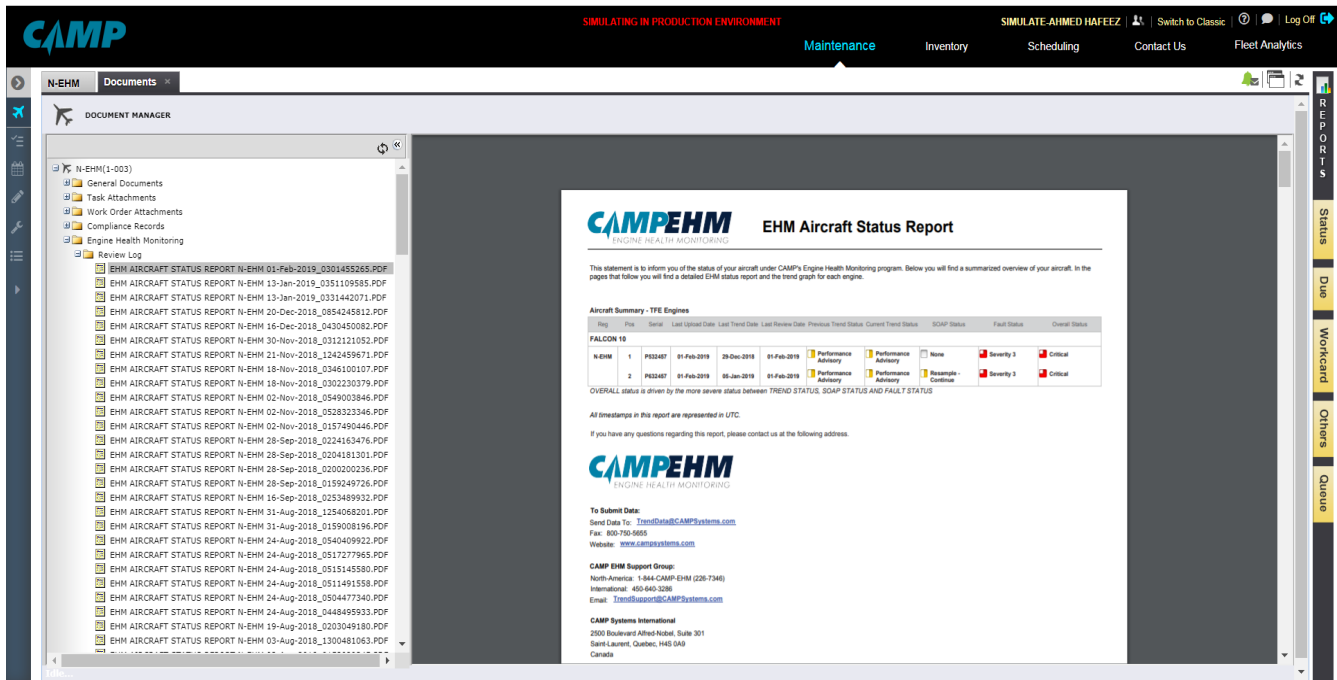 CAMP
SIMULATING IN PRODUCTION ENVIRONMENT
SIMULATE-AHMED HAFEEZ | Switch to Classic | Log Off
Maintenance Inventory Scheduling Contact Us Fleet Analytics
N-EHM Documents ×
DOCUMENT MANAGER
N-EHM(1-003)
General Documents
Task Attachments
Work Order Attachments
Compliance Records
Engine Health Monitoring
Review Log
EHM AIRCRAFT STATUS REPORT N-EHM 01-Feb-2019_0301455265.PDF
EHM AIRCRAFT STATUS REPORT N-EHM 13-Jan-2019_0351109585.PDF
EHM AIRCRAFT STATUS REPORT N-EHM 13-Jan-2019_0331442071.PDF
EHM AIRCRAFT STATUS REPORT N-EHM 20-Dec-2018_0854245812.PDF
EHM AIRCRAFT STATUS REPORT N-EHM 16-Dec-2018_0430450082.PDF
EHM AIRCRAFT STATUS REPORT N-EHM 30-Nov-2018_0312121052.PDF
EHM AIRCRAFT STATUS REPORT N-EHM 21-Nov-2018_1242459671.PDF
EHM AIRCRAFT STATUS REPORT N-EHM 18-Nov-2018_0346100107.PDF
EHM AIRCRAFT STATUS REPORT N-EHM 18-Nov-2018_0302230379.PDF
EHM AIRCRAFT STATUS REPORT N-EHM 02-Nov-2018_0549003846.PDF
EHM AIRCRAFT STATUS REPORT N-EHM 02-Nov-2018_0528323346.PDF
EHM AIRCRAFT STATUS REPORT N-EHM 02-Nov-2018_0157490446.PDF
EHM AIRCRAFT STATUS REPORT N-EHM 28-Sep-2018_0224163476.PDF
EHM AIRCRAFT STATUS REPORT N-EHM 28-Sep-2018_0204181301.PDF
EHM AIRCRAFT STATUS REPORT N-EHM 28-Sep-2018_0200200236.PDF
EHM AIRCRAFT STATUS REPORT N-EHM 28-Sep-2018_0159249726.PDF
EHM AIRCRAFT STATUS REPORT N-EHM 16-Sep-2018_0253489932.PDF
EHM AIRCRAFT STATUS REPORT N-EHM 31-Aug-2018_1254068201.PDF
EHM AIRCRAFT STATUS REPORT N-EHM 31-Aug-2018_0159008196.PDF
EHM AIRCRAFT STATUS REPORT N-EHM 24-Aug-2018_0540409922.PDF
EHM AIRCRAFT STATUS REPORT N-EHM 24-Aug-2018_0517277965.PDF
EHM AIRCRAFT STATUS REPORT N-EHM 24-Aug-2018_0515145580.PDF
EHM AIRCRAFT STATUS REPORT N-EHM 24-Aug-2018_0511491558.PDF
EHM AIRCRAFT STATUS REPORT N-EHM 24-Aug-2018_0504477340.PDF
EHM AIRCRAFT STATUS REPORT N-EHM 24-Aug-2018_0448495933.PDF
EHM AIRCRAFT STATUS REPORT N-EHM 19-Aug-2018_0203049180.PDF
EHM AIRCRAFT STATUS REPORT N-EHM 03-Aug-2018_1300481063.PDF
Idle...
CAMPEHM
ENGINE HEALTH MONITORING
EHM Aircraft Status Report
This statement is to inform you of the status of your aircraft under CAMP's Engine Health Monitoring program. Below you will find a summarized overview of your aircraft. In the
pages that follow you will find a detailed EHM status report and the trend graph for each engine.
Aircraft Summary - TFE Engines
Reg Pos Serial Last Upload Date Last Trend Date Last Review Date Previous Trend Status Current Trend Status SOAP Status Fault Status Overall Status
FALCON 10
N-EHM 1 P532457 01-Feb-2019 29-Dec-2018 01-Feb-2019 Performance Advisory Performance Advisory None Severity 3 Critical
2 P632457 01-Feb-2019 05-Jan-2019 01-Feb-2019 Performance Advisory Performance Advisory Resample - Continue Severity 3 Critical
OVERALL status is driven by the more severe status between TREND STATUS, SOAP STATUS AND FAULT STATUS
All timestamps in this report are represented in UTC.
If you have any questions regarding this report, please contact us at the following address.
CAMPEHM
ENGINE HEALTH MONITORING
To Submit Data:
Send Data To: TrendData@CAMPSystems.com
Fax: 800-750-5655
Website: www.campsystems.com
CAMP EHM Support Group:
North-America: 1-844-CAMP-EHM (226-7346)
International: 450-640-3286
Email: TrendSupport@CAMPSystems.com
CAMP Systems International
2500 Boulevard Alfred-Nobel, Suite 301
Saint-Laurent, Quebec, H4S 0A9
Canada
REPORTS
Status
Due
Workcard
Others
Queue